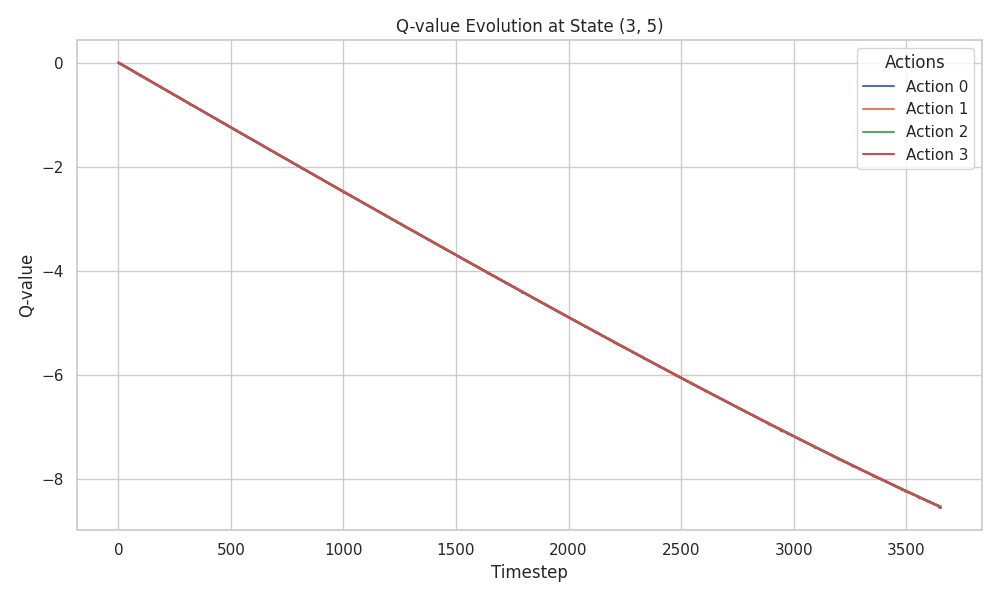 Q-value Evolution at State (3, 5)
Actions
Action 0
Action 1
Action 2
Action 3
Q-value
0
−2
−4
−6
−8
0 500 1000 1500 2000 2500 3000 3500
Timestep